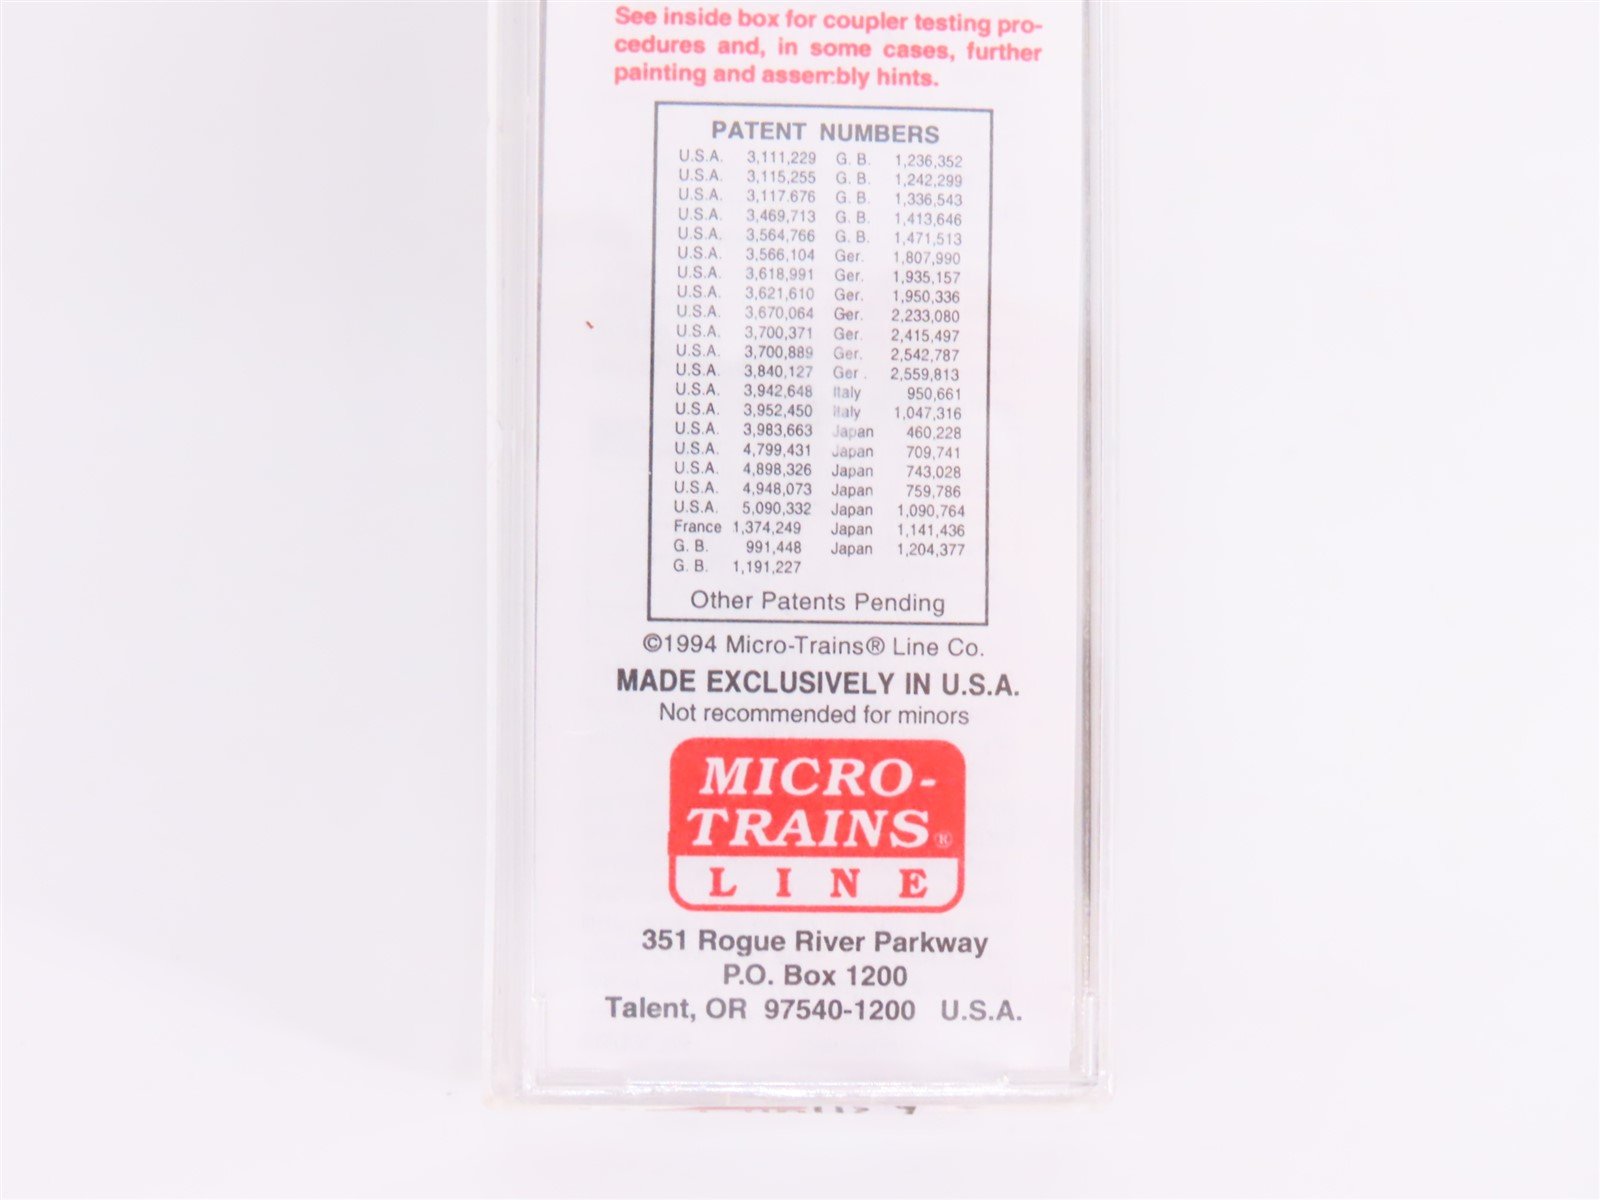 See inside box for coupler testing pro-
cedures and, in some cases, further
painting and assembly hints.
PATENT NUMBERS
U.S.A. 3,111,229 G. B. 1,236,352
U.S.A. 3,115,255 G. B. 1,242,299
U.S.A. 3,117.676 G. B. 1,336,543
U.S.A. 3,469,713 G. B. 1,413,646
U.S.A. 3,564,766 G. B. 1,471,513
U.S.A. 3,566,104 Ger. 1,807,990
U.S.A. 3,618,991 Ger. 1,935,157
U.S.A. 3,621,610 Ger. 1,950,336
U.S.A. 3,670,064 Ger. 2,233,080
U.S.A. 3,700,371 Ger. 2,415,497
U.S.A. 3,700,889 Ger. 2,542,787
U.S.A. 3,840,127 Ger . 2,559,813
U.S.A. 3,942,648 Italy 950,661
U.S.A. 3,952,450 Italy 1,047,316
U.S.A. 3,983,663 Japan 460,228
U.S.A. 4,799,431 Japan 709,741
U.S.A. 4,898,326 Japan 743,028
U.S.A. 4,948,073 Japan 759,786
U.S.A. 5,090,332 Japan 1,090,764
France 1,374,249 Japan 1,141,436
G. B. 991,448 Japan 1,204,377
G. B. 1,191,227
Other Patents Pending
©1994 Micro-Trains® Line Co.
MADE EXCLUSIVELY IN U.S.A.
Not recommended for minors
MICRO-
TRAINS®
LINE
351 Rogue River Parkway
P.O. Box 1200
Talent, OR 97540-1200 U.S.A.